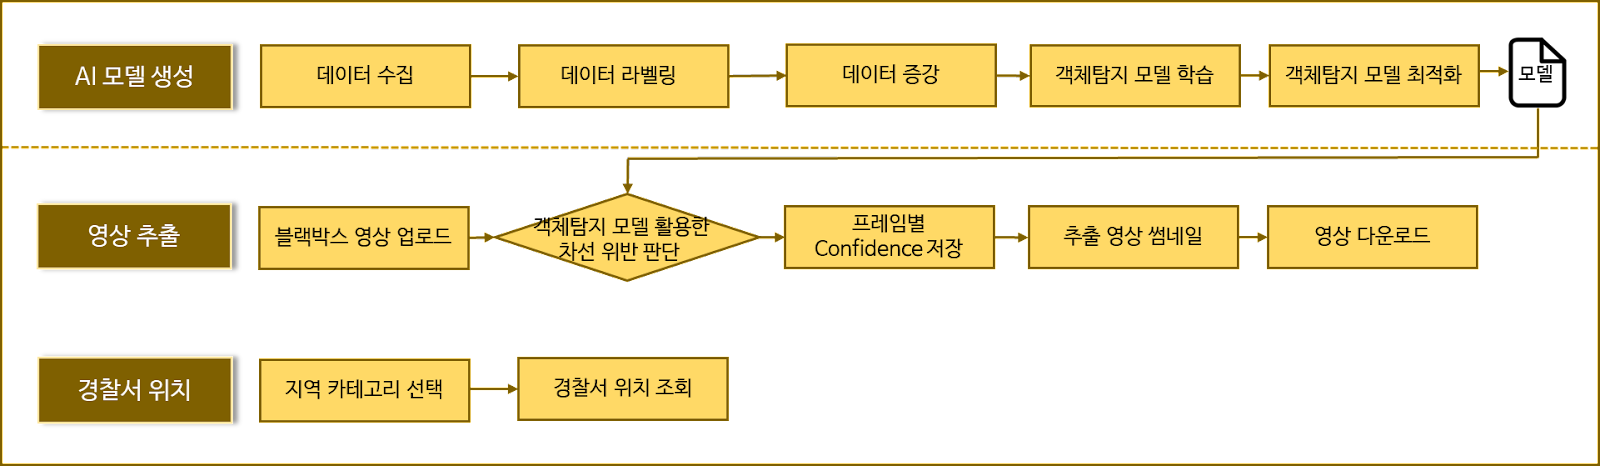 AI 모델 생성
데이터 수집
데이터 라벨링
데이터 증강
객체탐지 모델 학습
객체탐지 모델 최적화
모델
영상 추출
블랙박스 영상 업로드
객체탐지 모델 활용한
차선 위반 판단
프레임별
Confidence 저장
추출 영상 썸네일
영상 다운로드
경찰서 위치
지역 카테고리 선택
경찰서 위치 조회